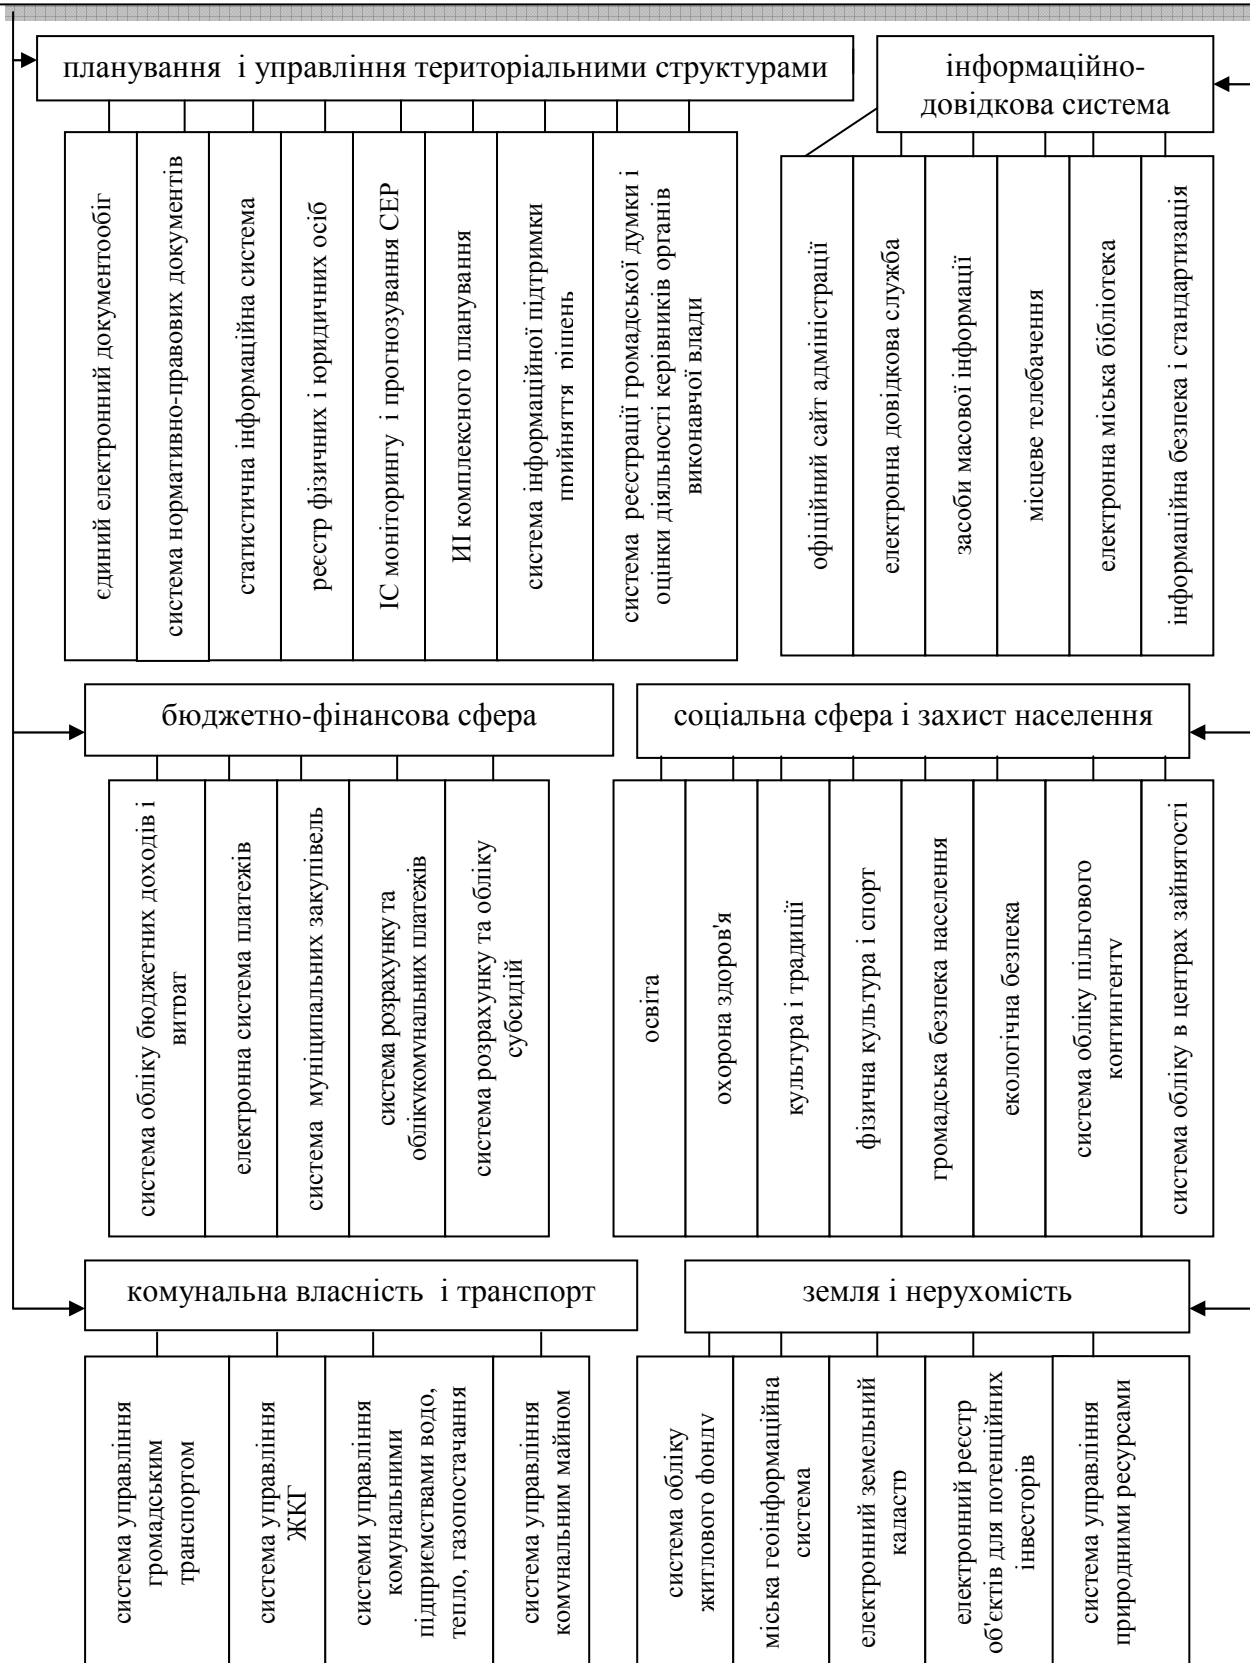 планування і управління територіальними структурами
єдиний електронний документообіг
система нормативно-правових документів
статистична інформаційна система
реєстр фізичних і юридичних осіб
ІС моніторингу і прогнозування СЕР
ИІ комплексного планування
система інформаційної підтримки
прийняття рішень
система реєстрації громадської думки і
оцінки діяльності керівників органів
виконавчої влади
інформаційно-
довідкова система
офіційний сайт адміністрації
електронна довідкова служба
засоби масової інформації
місцеве телебачення
електронна міська бібліотека
інформаційна безпека і стандартизація
бюджетно-фінансова сфера
система обліку бюджетних доходів і
витрат
електронна система платежів
система муніципальних закупівель
система розрахунку та
обліку комунальних платежів
система розрахунку та обліку
субсидій
соціальна сфера і захист населення
освіта
охорона здоров'я
культура і традиції
фізична культура і спорт
громадська безпека населення
екологічна безпека
система обліку пільгового
контингенту
система обліку в центрах зайнятості
комунальна власність і транспорт
система управління
громадським
транспортом
система управління
ЖКГ
системи управління
комунальними
підприємствами водо,
тепло, газопостачання
система управління
комунальним майном
земля і нерухомість
система обліку
житлового фонду
міська геоінформаційна
система
електронний земельний
кадастр
електронний реєстр
об'єктів для потенційних
інвесторів
система управління
природними ресурсами